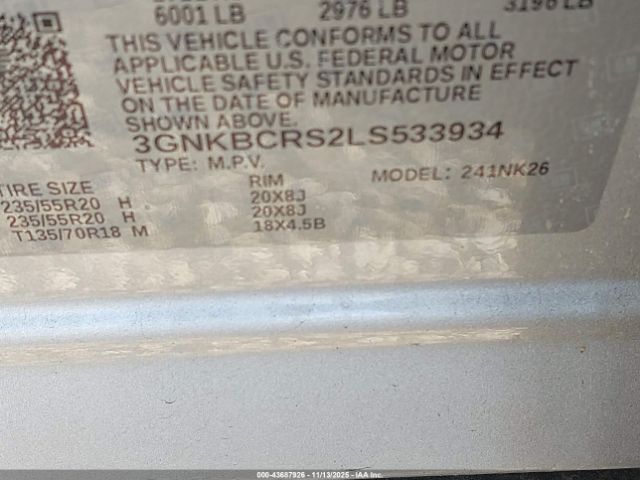 6001 LB 2976 LB 3196 LB
THIS VEHICLE CONFORMS TO ALL
APPLICABLE U.S. FEDERAL MOTOR
VEHICLE SAFETY STANDARDS IN EFFECT
ON THE DATE OF MANUFACTURE
SHOWN ABOVE.
3GNKBCRS2LS533934
TYPE: M.P.V. MODEL: 241NK26
TIRE SIZE RIM
235/55R20 H 20X8J
235/55R20 H 20X8J
T135/70R18 M 18X4.5B
000-43687926 - 11/13/2025 - IAA Inc.